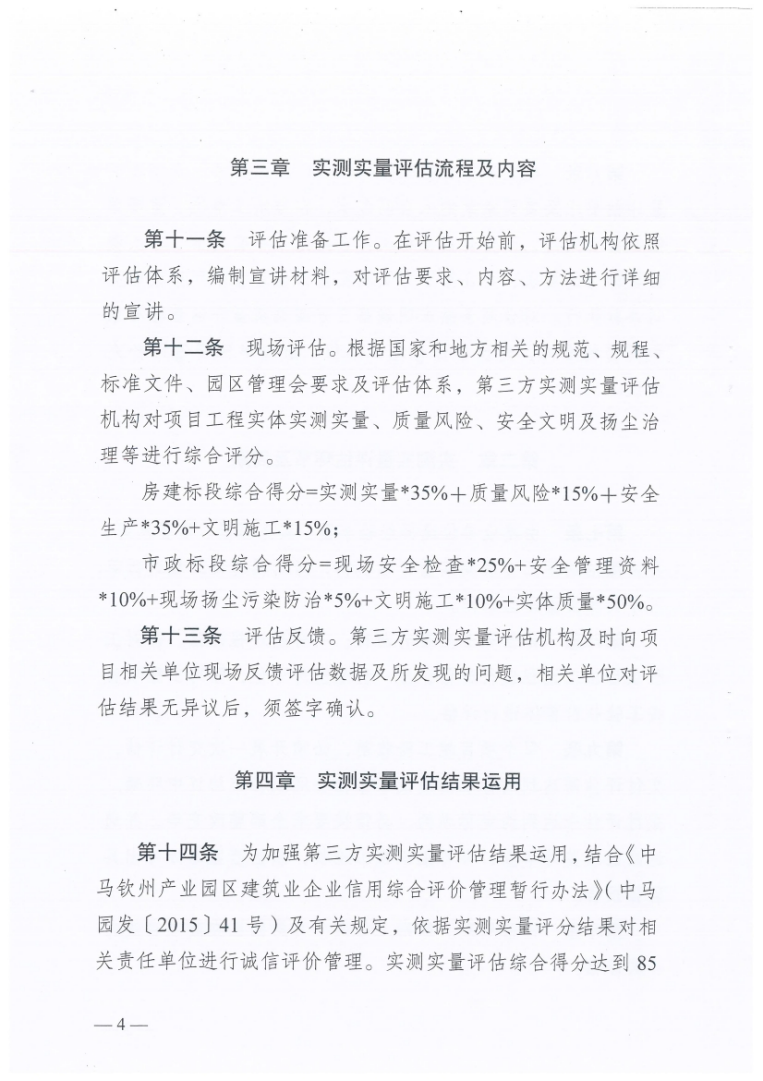 第三章　实测实量评估流程及内容
第十一条　评估准备工作。在评估开始前，评估机构依照
评估体系，编制宣讲材料，对评估要求、内容、方法进行详细
的宣讲。
第十二条　现场评估。根据国家和地方相关的规范、规程、
标准文件、园区管理会要求及评估体系，第三方实测实量评估
机构对项目工程实体实测实量、质量风险、安全文明及扬尘治
理等进行综合评分。
房建标段综合得分=实测实量*35%＋质量风险*15%＋安全
生产*35%+文明施工*15%；
市政标段综合得分=现场安全检查*25%+安全管理资料
*10%+现场扬尘污染防治*5%+文明施工*10%+实体质量*50%。
第十三条　评估反馈。第三方实测实量评估机构及时向项
目相关单位现场反馈评估数据及所发现的问题，相关单位对评
估结果无异议后，须签字确认。
第四章　实测实量评估结果运用
第十四条　为加强第三方实测实量评估结果运用，结合《中
马钦州产业园区建筑业企业信用综合评价管理暂行办法》（中马
园发〔2015〕41 号）及有关规定，依据实测实量评分结果对相
关责任单位进行诚信评价管理。实测实量评估综合得分达到 85
— 4 —